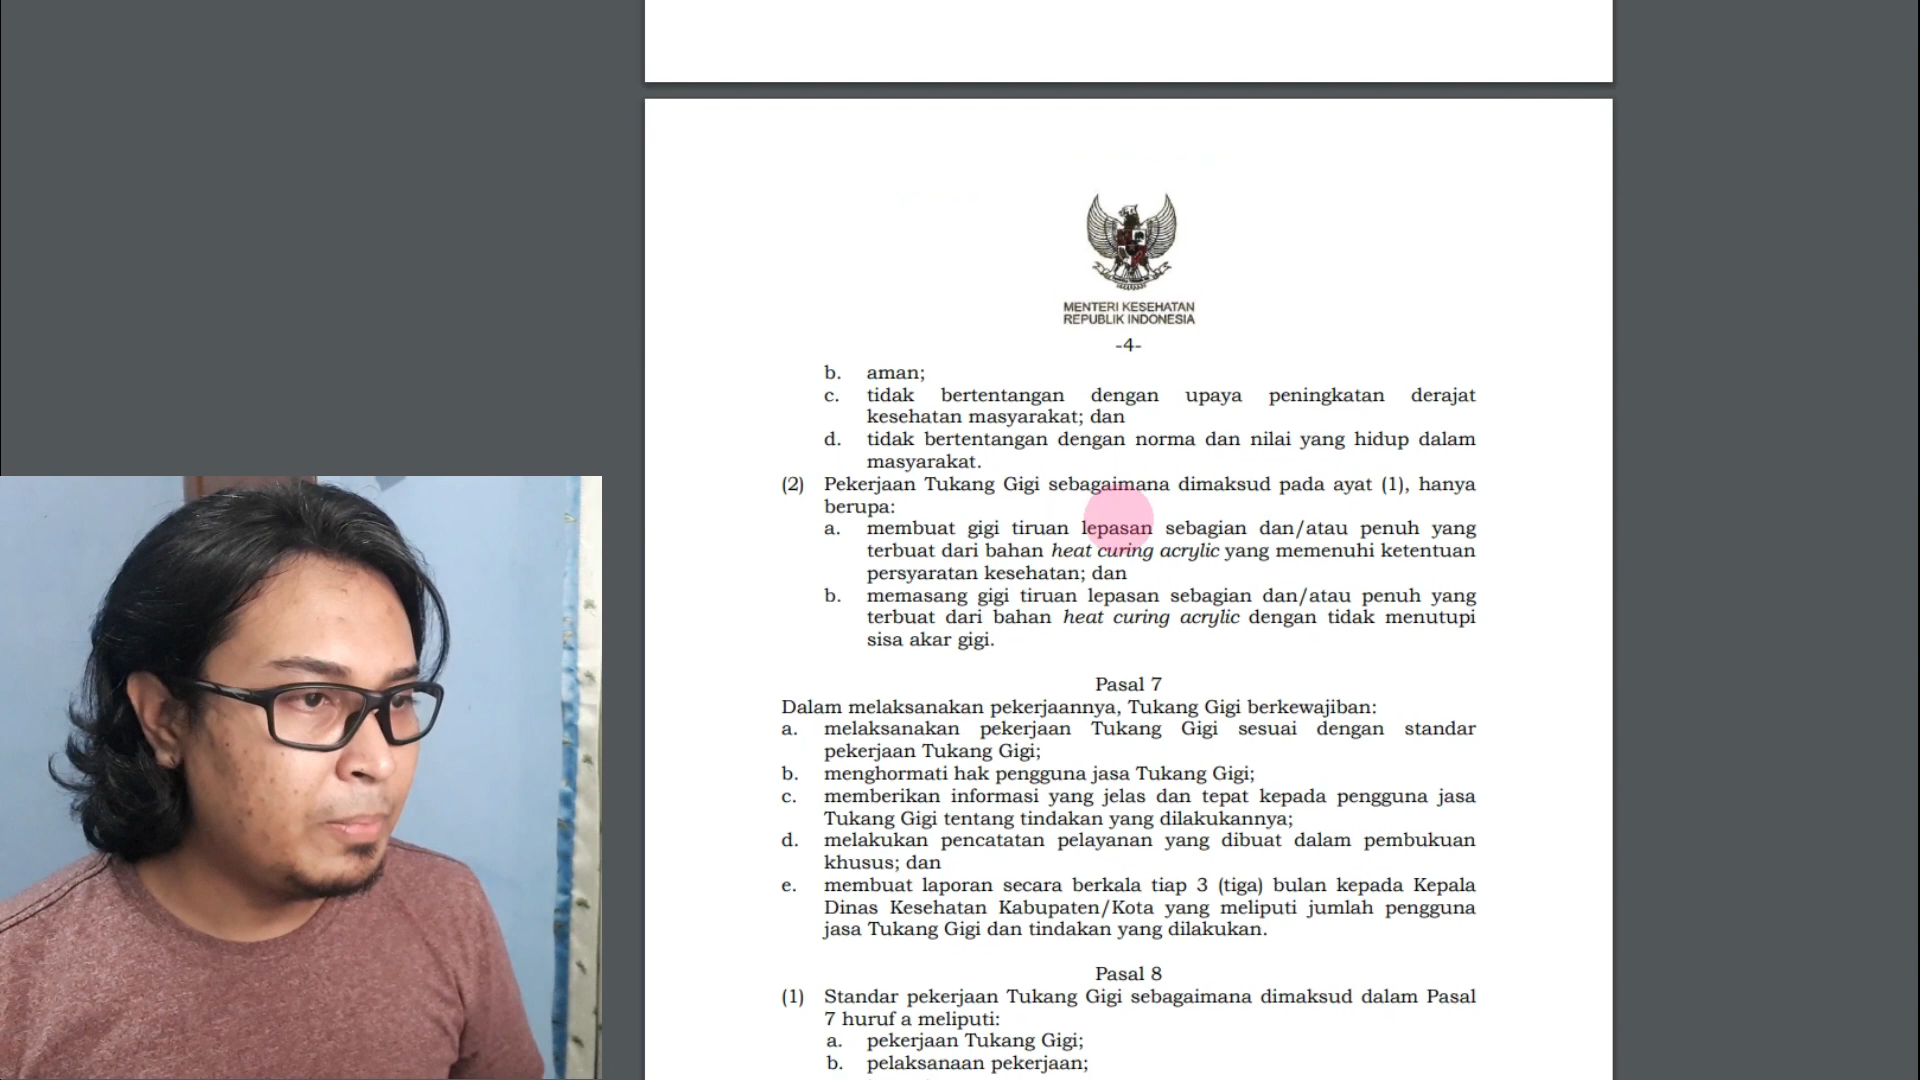 MENTERI KESEHATAN
REPUBLIK INDONESIA
-4-
b. aman;
c. tidak bertentangan dengan upaya peningkatan derajat
kesehatan masyarakat; dan
d. tidak bertentangan dengan norma dan nilai yang hidup dalam
masyarakat.
(2) Pekerjaan Tukang Gigi sebagaimana dimaksud pada ayat (1), hanya
berupa:
a. membuat gigi tiruan lepasan sebagian dan/atau penuh yang
terbuat dari bahan heat curing acrylic yang memenuhi ketentuan
persyaratan kesehatan; dan
b. memasang gigi tiruan lepasan sebagian dan/atau penuh yang
terbuat dari bahan heat curing acrylic dengan tidak menutupi
sisa akar gigi.
Pasal 7
Dalam melaksanakan pekerjaannya, Tukang Gigi berkewajiban:
a. melaksanakan pekerjaan Tukang Gigi sesuai dengan standar
pekerjaan Tukang Gigi;
b. menghormati hak pengguna jasa Tukang Gigi;
c. memberikan informasi yang jelas dan tepat kepada pengguna jasa
Tukang Gigi tentang tindakan yang dilakukannya;
d. melakukan pencatatan pelayanan yang dibuat dalam pembukuan
khusus; dan
e. membuat laporan secara berkala tiap 3 (tiga) bulan kepada Kepala
Dinas Kesehatan Kabupaten/Kota yang meliputi jumlah pengguna
jasa Tukang Gigi dan tindakan yang dilakukan.
Pasal 8
(1) Standar pekerjaan Tukang Gigi sebagaimana dimaksud dalam Pasal
7 huruf a meliputi:
a. pekerjaan Tukang Gigi;
b. pelaksanaan pekerjaan;